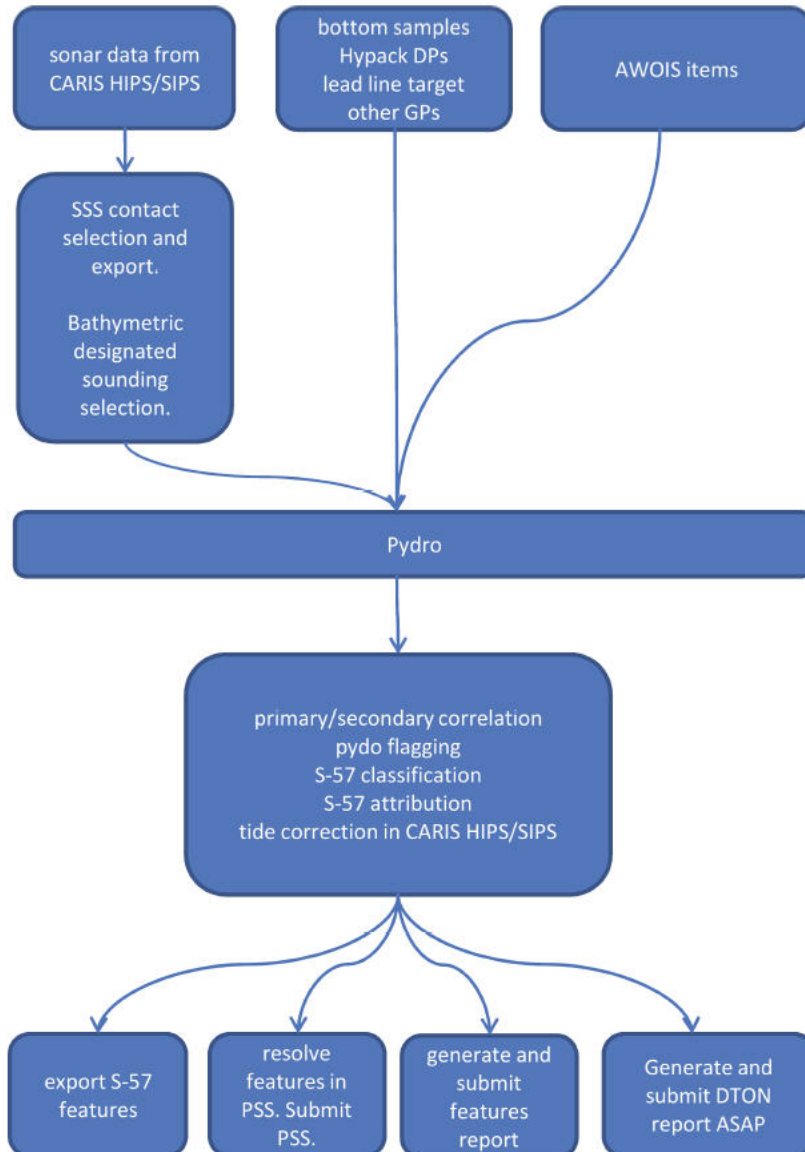 sonar data from
CARIS HIPS/SIPS
bottom samples
Hypack DPs
lead line target
other GPs
AWOIS items
SSS contact
selection and
export.
Bathymetric
designated
sounding
selection.
Pydro
primary/secondary correlation
pydo flagging
S-57 classification
S-57 attribution
tide correction in CARIS HIPS/SIPS
export S-57
features
resolve
features in
PSS. Submit
PSS.
generate and
submit
features
report
Generate and
submit DTON
report ASAP